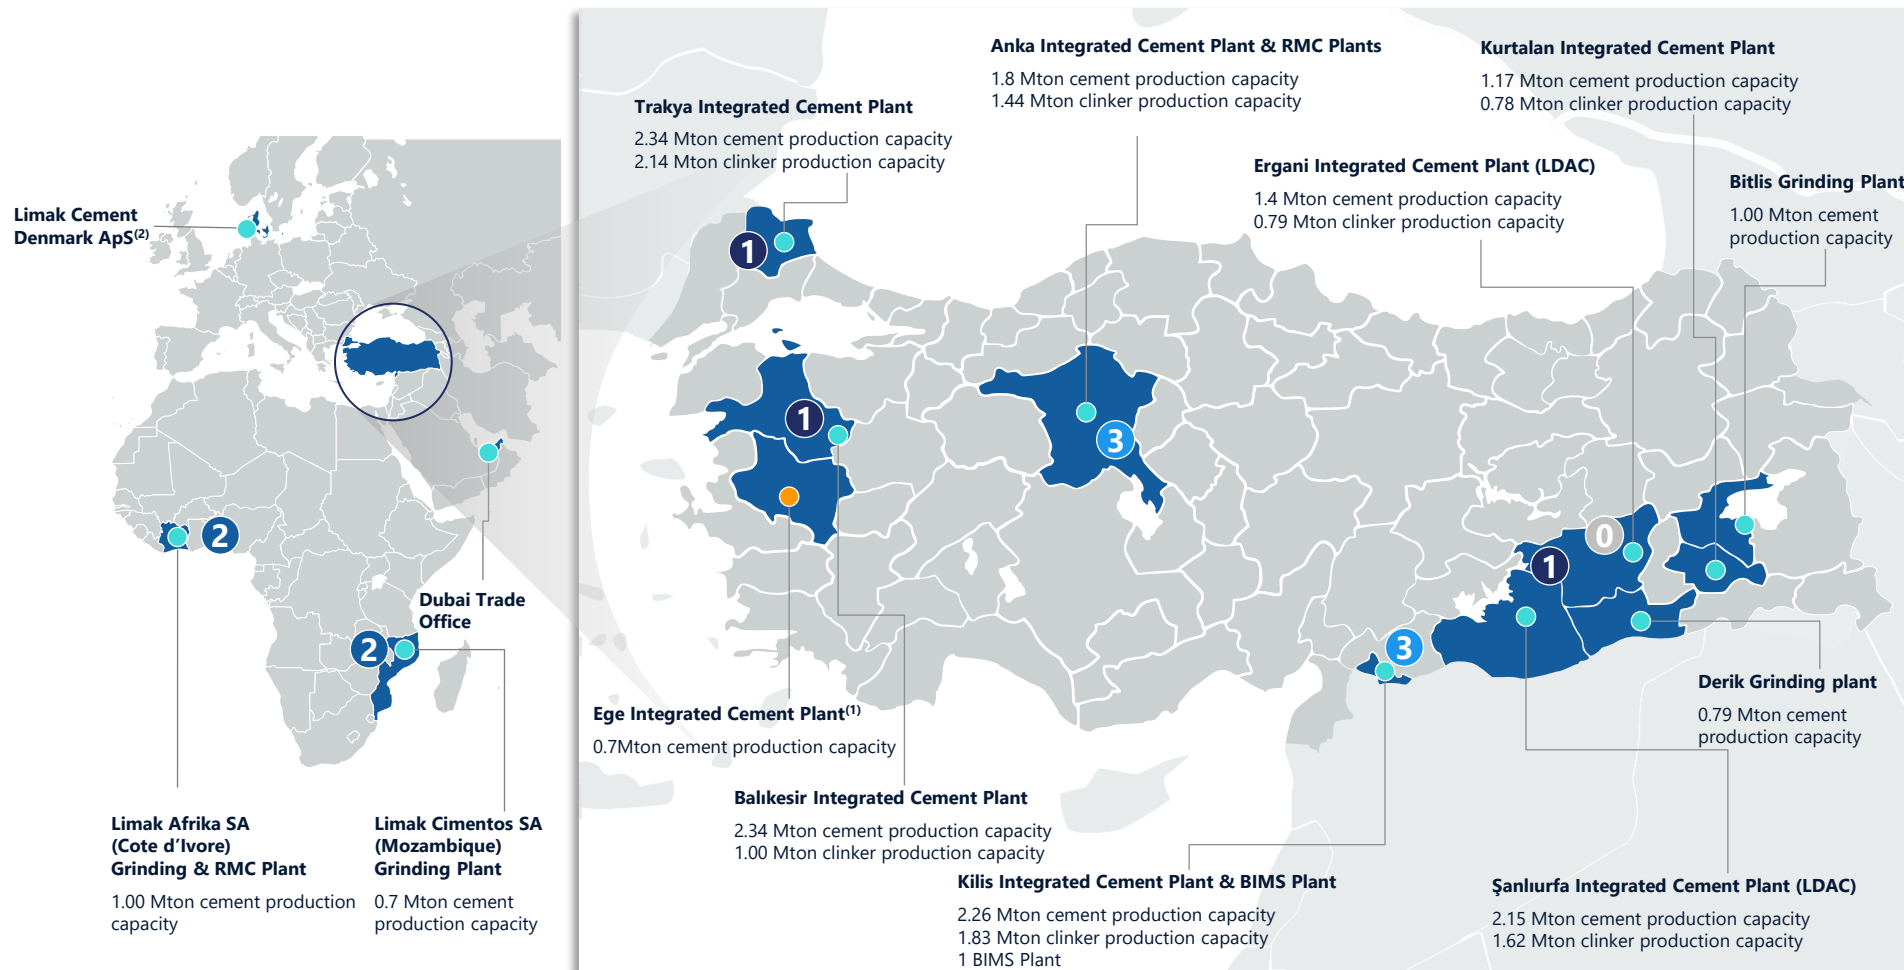 Limak Cement
Denmark ApS(2)
2
2
Dubai Trade
Office
Limak Afrika SA
(Cote d'Ivore)
Grinding & RMC Plant
1.00 Mton cement production
capacity
Limak Cimentos SA
(Mozambique)
Grinding Plant
0.7 Mton cement
production capacity
Trakya Integrated Cement Plant
2.34 Mton cement production capacity
2.14 Mton clinker production capacity
Anka Integrated Cement Plant & RMC Plants
1.8 Mton cement production capacity
1.44 Mton clinker production capacity
Kurtalan Integrated Cement Plant
1.17 Mton cement production capacity
0.78 Mton clinker production capacity
Ergani Integrated Cement Plant (LDAC)
1.4 Mton cement production capacity
0.79 Mton clinker production capacity
Bitlis Grinding Plant
1.00 Mton cement
production capacity
1
1
3
0
1
3
Ege Integrated Cement Plant(1)
0.7Mton cement production capacity
Balıkesir Integrated Cement Plant
2.34 Mton cement production capacity
1.00 Mton clinker production capacity
Kilis Integrated Cement Plant & BIMS Plant
2.26 Mton cement production capacity
1.83 Mton clinker production capacity
1 BIMS Plant
Derik Grinding plant
0.79 Mton cement
production capacity
Şanlıurfa Integrated Cement Plant (LDAC)
2.15 Mton cement production capacity
1.62 Mton clinker production capacity